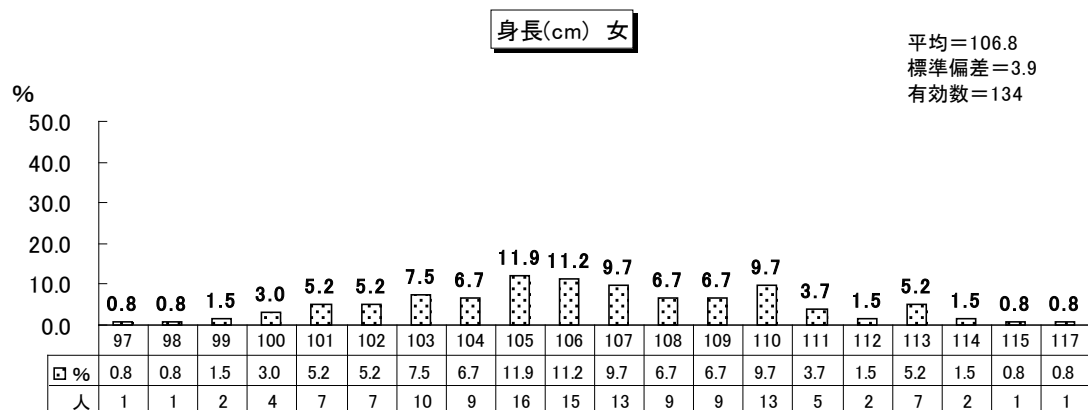 身長(cm) 女
平均＝106.8
標準偏差＝3.9
有効数＝134
%
50.0
40.0
30.0
20.0
10.0
0.0
0.8 0.8 1.5 3.0 5.2 5.2 7.5 6.7 11.9 11.2 9.7 6.7 6.7 9.7 3.7 1.5 5.2 1.5 0.8 0.8
97 98 99 100 101 102 103 104 105 106 107 108 109 110 111 112 113 114 115 117
% 0.8 0.8 1.5 3.0 5.2 5.2 7.5 6.7 11.9 11.2 9.7 6.7 6.7 9.7 3.7 1.5 5.2 1.5 0.8 0.8
人 1 1 2 4 7 7 10 9 16 15 13 9 9 13 5 2 7 2 1 1